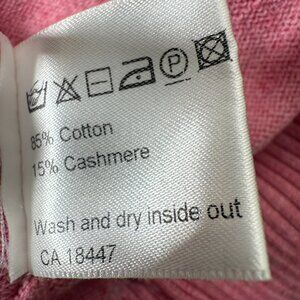 P
85% Cotton
15% Cashmere
Wash and dry inside out
CA 18447